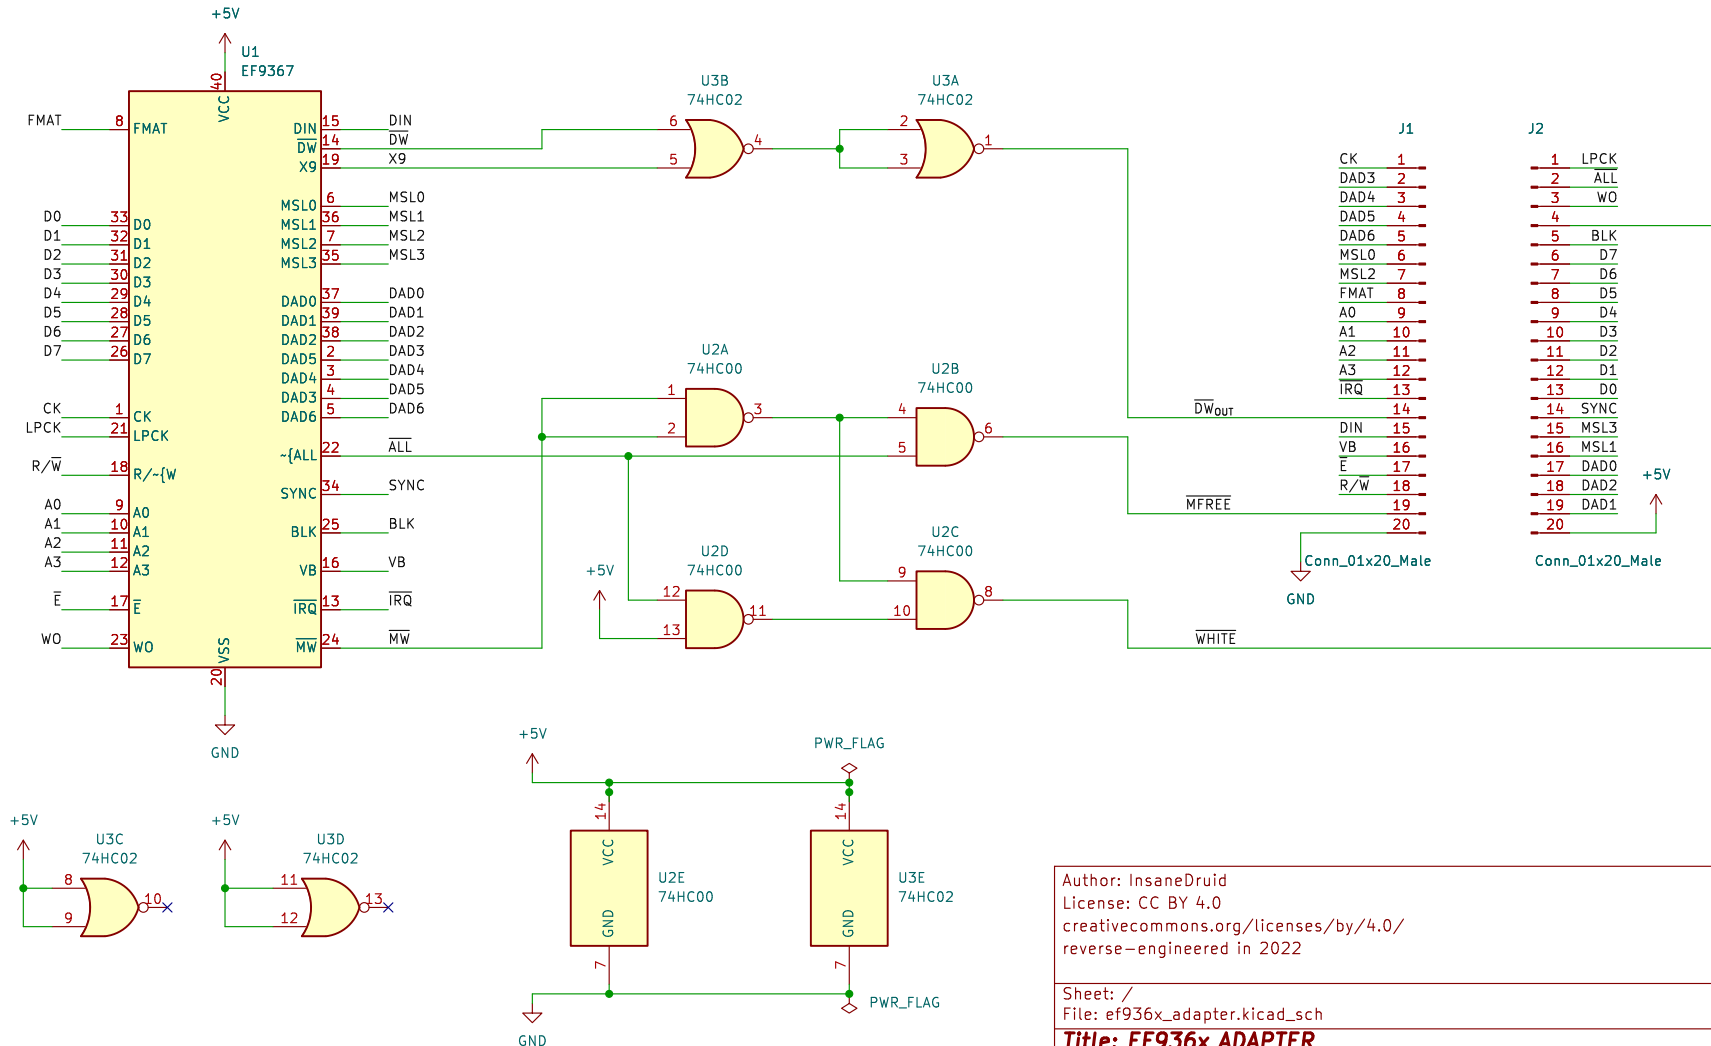 +5V
U1
EF9367
40
VCC
FMAT 8 FMAT
DIN 15 DIN
D̅W̅ 14 D̅W̅
X9 19 X9
MSL0 6 MSL0
MSL1 36 MSL1
MSL2 7 MSL2
MSL3 35 MSL3
D0 33 D0
D1 32 D1
D2 31 D2
D3 30 D3
D4 29 D4
D5 28 D5
D6 27 D6
D7 26 D7
DAD0 37 DAD0
DAD1 39 DAD1
DAD2 38 DAD2
DAD5 2 DAD3
DAD4 3 DAD4
DAD3 4 DAD5
DAD6 5 DAD6
CK 1 CK
LPCK 21 LPCK
~{ALL 22 A̅L̅L̅
R/W̅ 18 R/~{W
SYNC 34 SYNC
A0 9 A0
A1 10 A1
A2 11 A2
A3 12 A3
BLK 25 BLK
VB 16 VB
E̅ 17 E̅
I̅R̅Q̅ 13 I̅R̅Q̅
WO 23 WO
M̅W̅ 24 M̅W̅
VSS
20
GND
U3B
74HC02
6
5
4
U3A
74HC02
2
3
1
U2A
74HC00
1
2
3
U2B
74HC00
4
5
6
U2D
74HC00
+5V
12
13
11
U2C
74HC00
9
10
8
D̅W̅OUT
M̅F̅R̅E̅E̅
W̅H̅I̅T̅E̅
J1
CK 1
DAD3 2
DAD4 3
DAD5 4
DAD6 5
MSL0 6
MSL2 7
FMAT 8
A0 9
A1 10
A2 11
A3 12
I̅R̅Q̅ 13
14
DIN 15
VB 16
E̅ 17
R/W̅ 18
19
20
Conn_01x20_Male
GND
J2
1 LPCK
2 A̅L̅L̅
3 WO
4
5 BLK
6 D7
7 D6
8 D5
9 D4
10 D3
11 D2
12 D1
13 D0
14 SYNC
15 MSL3
16 MSL1
17 DAD0
18 DAD2
19 DAD1
20
+5V
Conn_01x20_Male
+5V
U3C
74HC02
8
9
10
+5V
U3D
74HC02
11
12
13
+5V
PWR_FLAG
14
VCC
U2E
74HC00
GND
7
14
VCC
U3E
74HC02
GND
7
PWR_FLAG
GND
Author: InsaneDruid
License: CC BY 4.0
creativecommons.org/licenses/by/4.0/
reverse-engineered in 2022
Sheet: /
File: ef936x_adapter.kicad_sch
Title: EF936x ADAPTER